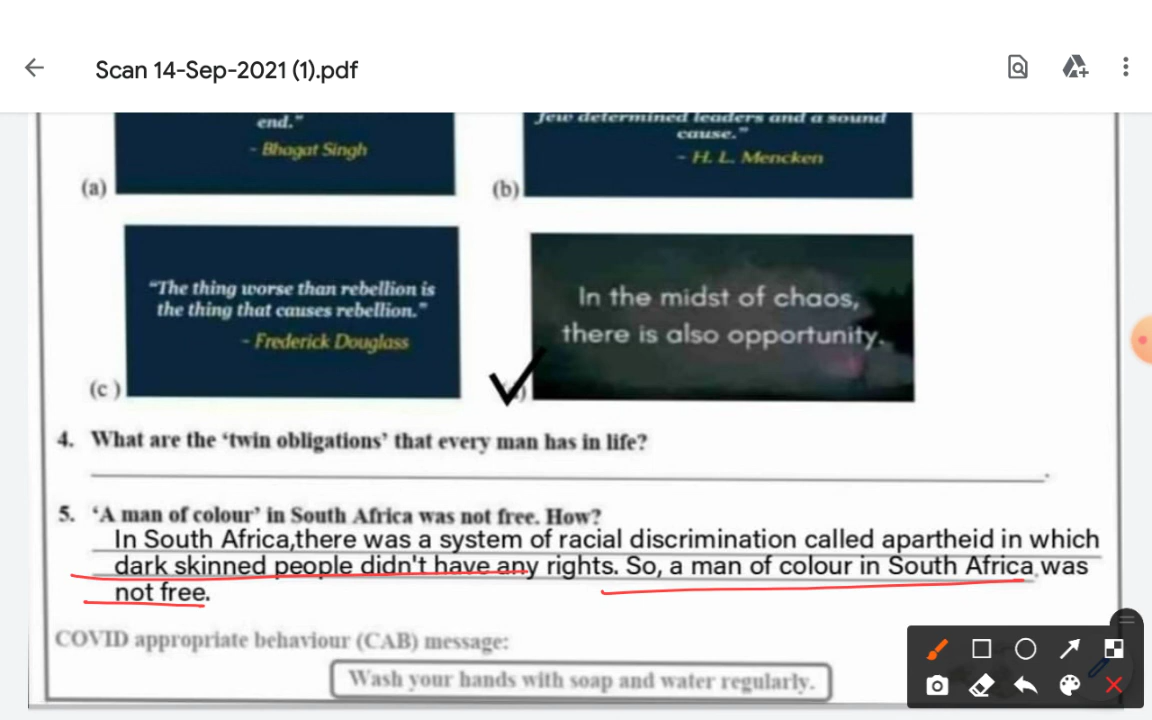 Scan 14-Sep-2021 (1).pdf
end."
few determined leaders and a sound
cause."
- Bhagat Singh
- H. L. Mencken
(a)
(b)
"The thing worse than rebellion is
the thing that causes rebellion."
- Frederick Douglass
(c )
In the midst of chaos,
there is also opportunity.
4. What are the ‘twin obligations’ that every man has in life?
5. ‘A man of colour’ in South Africa was not free. How?
In South Africa,there was a system of racial discrimination called apartheid in which
dark skinned people didn't have any rights. So, a man of colour in South Africa was
not free.
COVID appropriate behaviour (CAB) message:
Wash your hands with soap and water regularly.